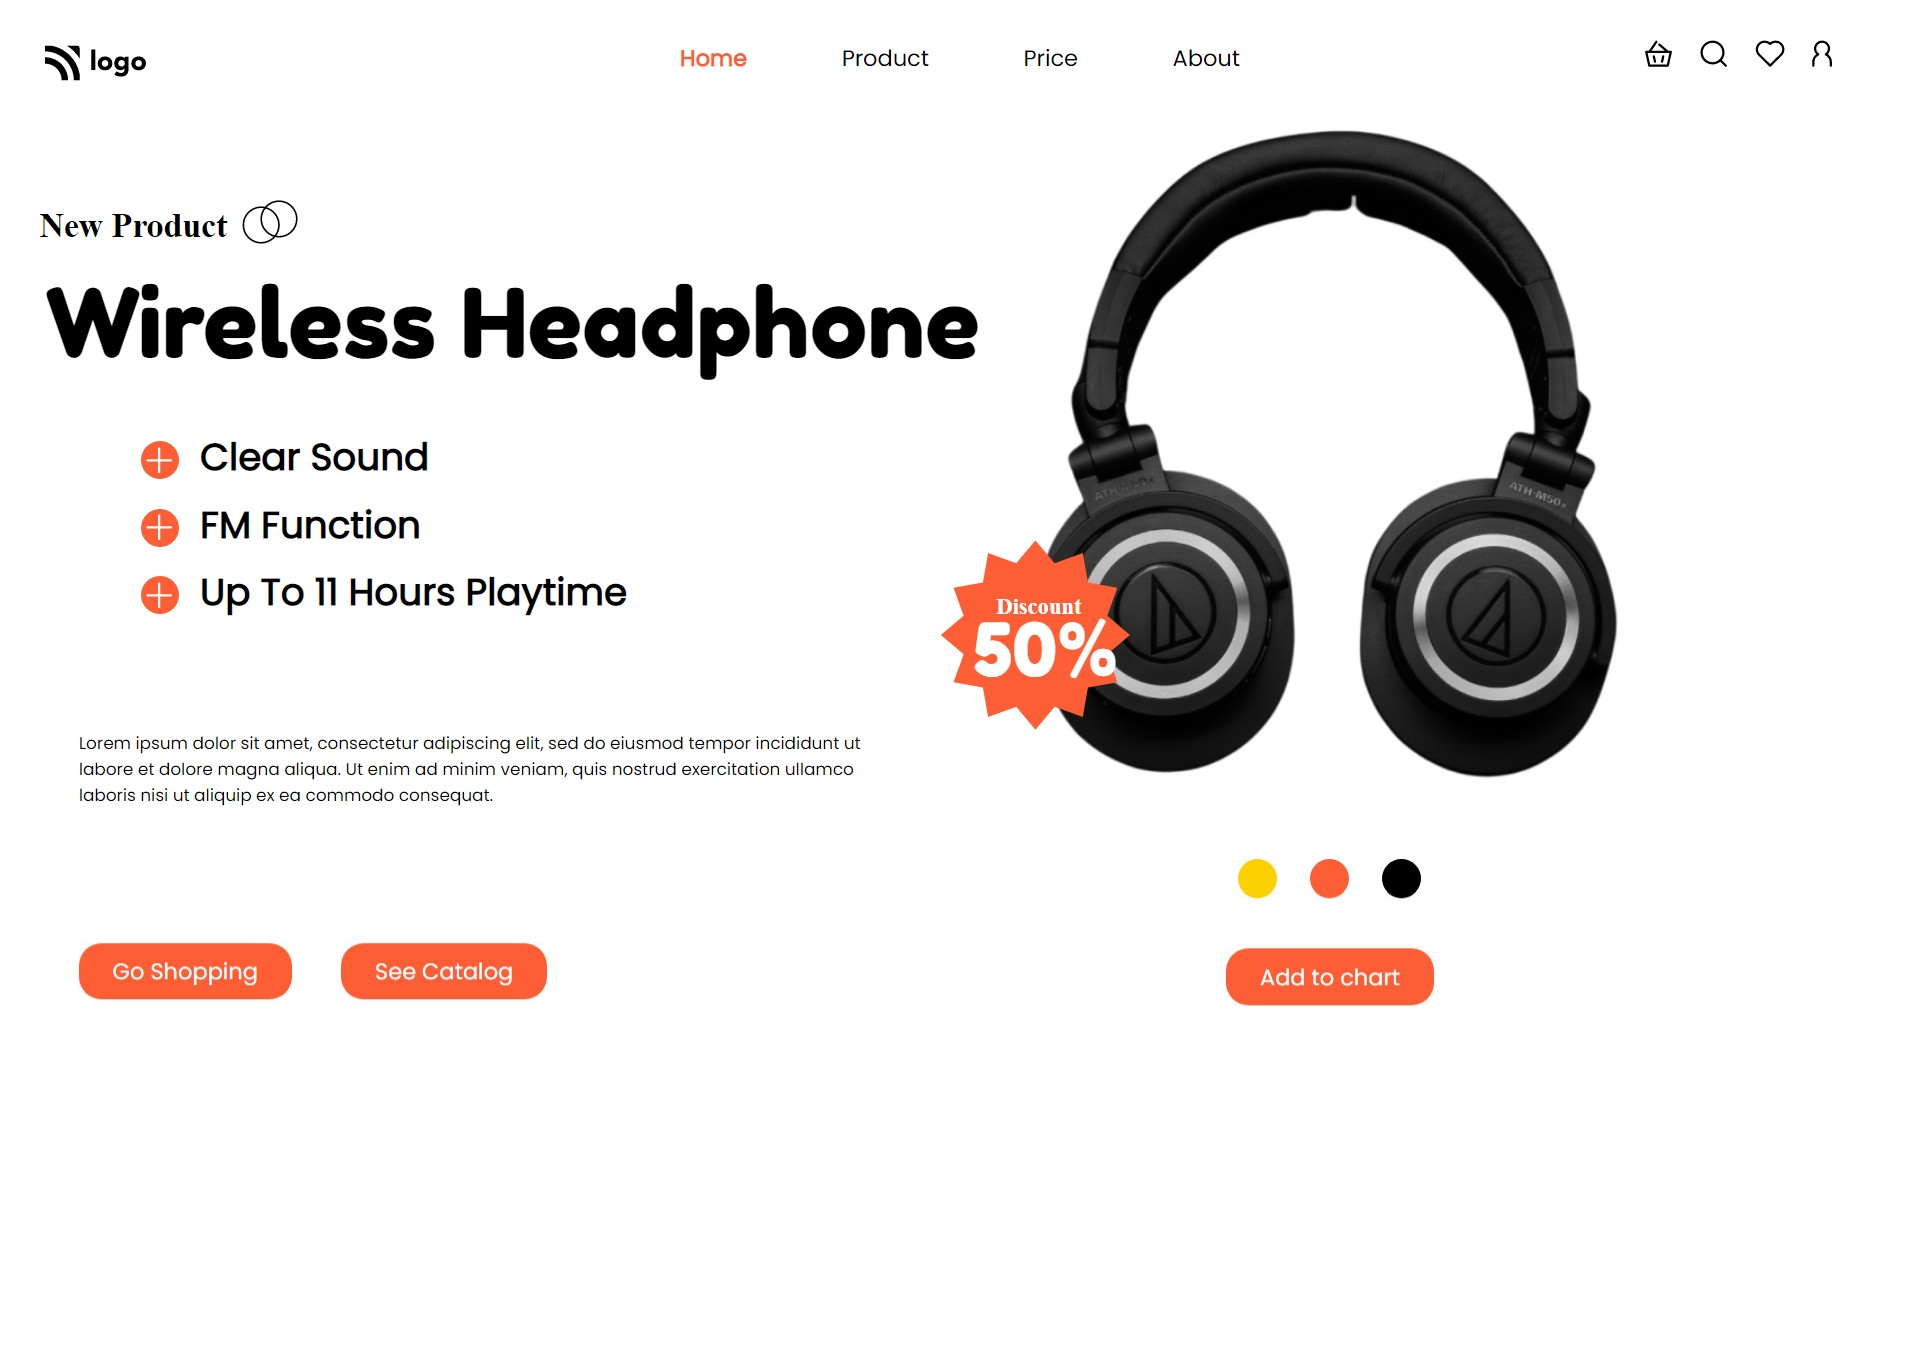 logo
Home
Product
Price
About
New Product
Wireless Headphone
Clear Sound
FM Function
Up To 11 Hours Playtime
ATH-M50x
ATH-M50x
Discount
50%
Lorem ipsum dolor sit amet, consectetur adipiscing elit, sed do eiusmod tempor incididunt ut
labore et dolore magna aliqua. Ut enim ad minim veniam, quis nostrud exercitation ullamco
laboris nisi ut aliquip ex ea commodo consequat.
Go Shopping
See Catalog
Add to chart